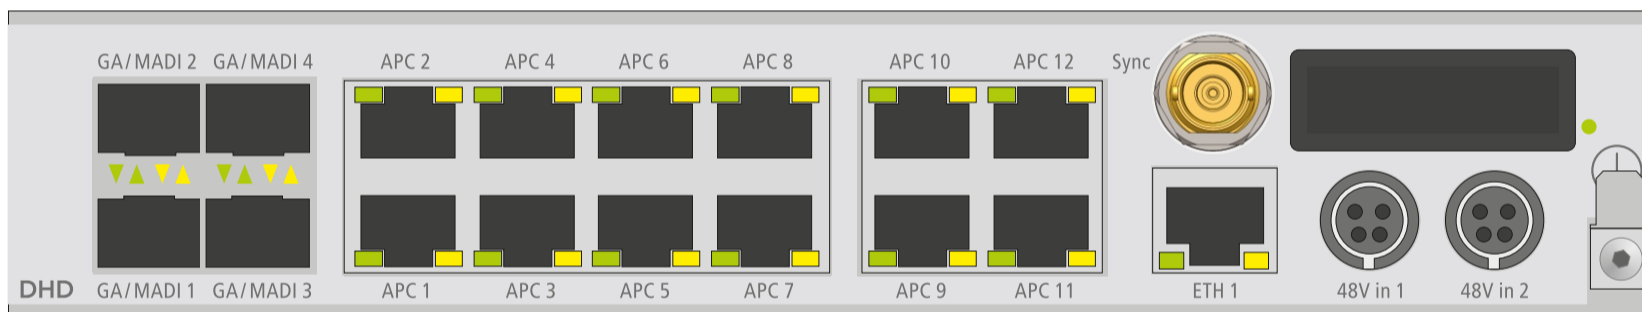 GA/MADI 2 GA/MADI 4 APC 2 APC 4 APC 6 APC 8 APC 10 APC 12 Sync
DHD GA/MADI 1 GA/MADI 3 APC 1 APC 3 APC 5 APC 7 APC 9 APC 11 ETH 1 48V in 1 48V in 2